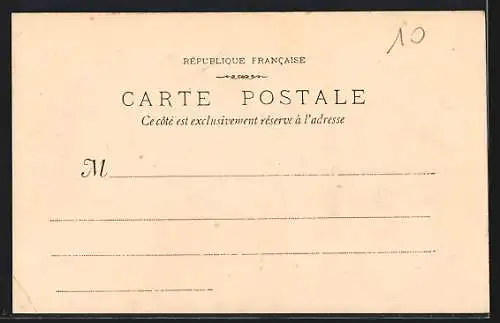 10
RÉPUBLIQUE FRANÇAISE
CARTE POSTALE
Ce côté est exclusivement réservé à l'adresse
M